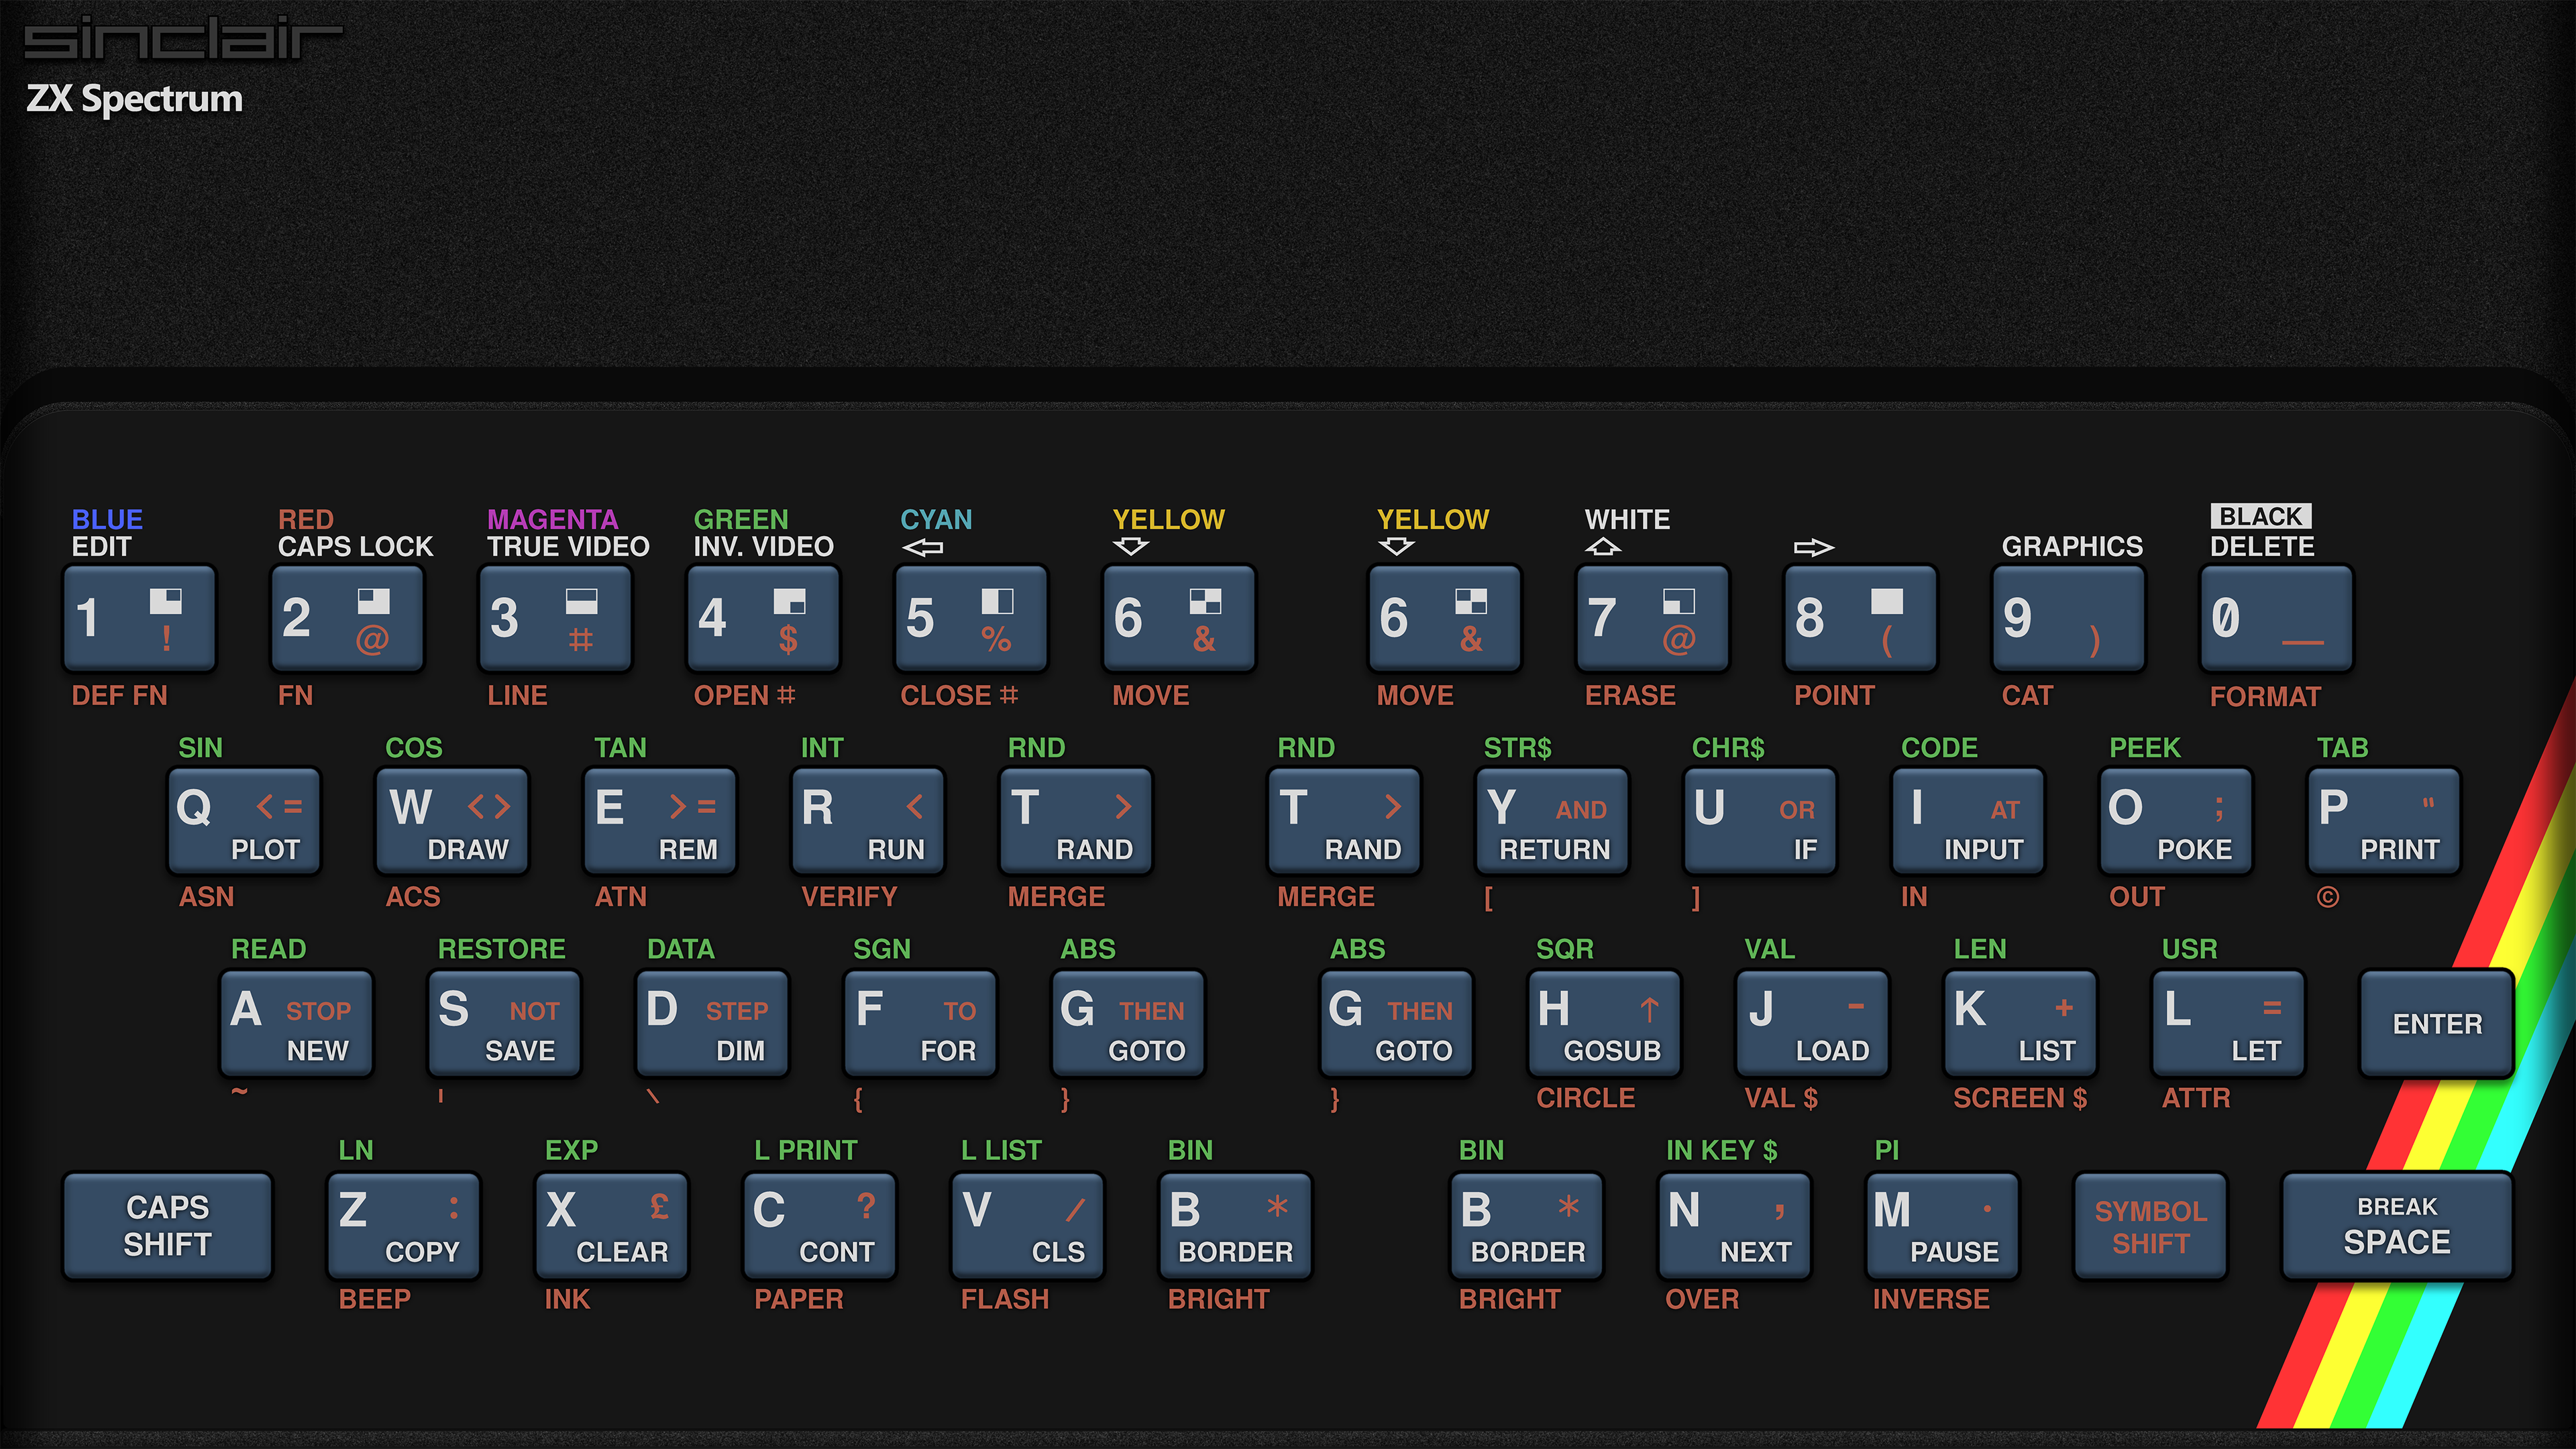 sinclair
ZX Spectrum
BLUE RED MAGENTA GREEN CYAN YELLOW YELLOW WHITE BLACK
EDIT CAPS LOCK TRUE VIDEO INV. VIDEO ⇦ ⇩ ⇩ ⇧ ⇨ GRAPHICS DELETE
1 ! 2 @ 3 # 4 $ 5 % 6 & 6 & 7 @ 8 ( 9 ) 0 _
DEF FN FN LINE OPEN # CLOSE # MOVE MOVE ERASE POINT CAT FORMAT
SIN COS TAN INT RND RND STR$ CHR$ CODE PEEK TAB
Q <= W <> E >= R < T > T > Y AND U OR I AT O ; P "
PLOT DRAW REM RUN RAND RAND RETURN IF INPUT POKE PRINT
ASN ACS ATN VERIFY MERGE MERGE [ ] IN OUT ©
READ RESTORE DATA SGN ABS ABS SQR VAL LEN USR
A STOP S NOT D STEP F TO G THEN G THEN H ↑ J - K + L = ENTER
NEW SAVE DIM FOR GOTO GOTO GOSUB LOAD LIST LET
~ | \ { } } CIRCLE VAL $ SCREEN $ ATTR
LN EXP L PRINT L LIST BIN BIN IN KEY $ PI
CAPS Z : X £ C ? V / B * B * N , M . SYMBOL BREAK
SHIFT COPY CLEAR CONT CLS BORDER BORDER NEXT PAUSE SHIFT SPACE
BEEP INK PAPER FLASH BRIGHT BRIGHT OVER INVERSE